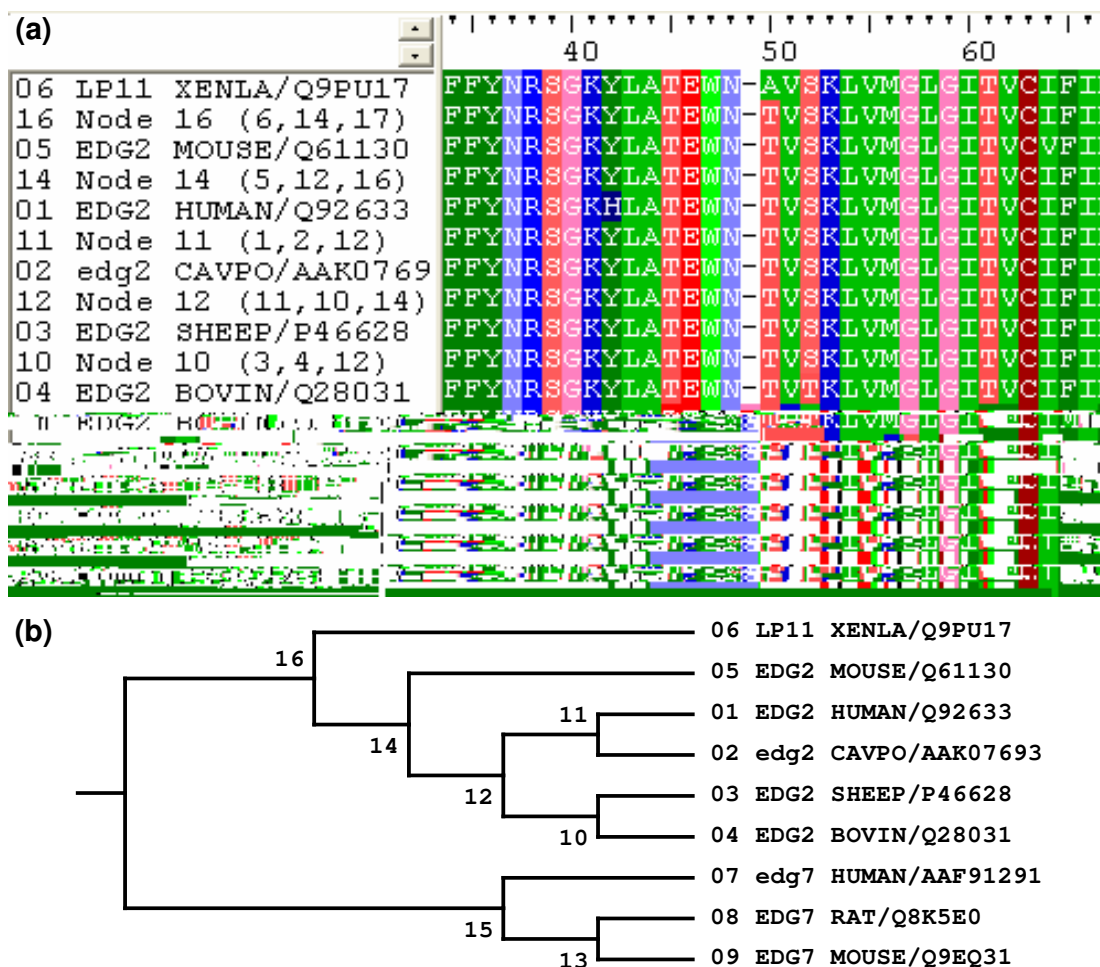 (a)
40 50 60
06 LP11 XENLA/Q9PU17 FFYNRSGKYLATEWN-AVSKLVMGLGITVCIFI
16 Node 16 (6,14,17) FFYNRSGKYLATEWN-TVSKLVMGLGITVCIFI
05 EDG2 MOUSE/Q61130 FFYNRSGKYLATEWN-TVSKLVMGLGITVCVFI
14 Node 14 (5,12,16) FFYNRSGKYLATEWN-TVSKLVMGLGITVCIFI
01 EDG2 HUMAN/Q92633 FFYNRSGKHLATEWN-TVSKLVMGLGITVCIFI
11 Node 11 (1,2,12) FFYNRSGKYLATEWN-TVSKLVMGLGITVCIFI
02 edg2 CAVPO/AAK0769 FFYNRSGKYLATEWN-TVSKLVMGLGITVCIFI
12 Node 12 (11,10,14) FFYNRSGKYLATEWN-TVSKLVMGLGITVCIFI
03 EDG2 SHEEP/P46628 FFYNRSGKYLATEWN-TVSKLVMGLGITVCIFI
10 Node 10 (3,4,12) FFYNRSGKYLATEWN-TVSKLVMGLGITVCIFI
04 EDG2 BOVIN/Q28031 FFYNRSGKYLATEWN-TVTKLVMGLGITVCIFI
(b)
06 LP11 XENLA/Q9PU17
16
05 EDG2 MOUSE/Q61130
11 01 EDG2 HUMAN/Q92633
14
02 edg2 CAVPO/AAK07693
12 03 EDG2 SHEEP/P46628
10 04 EDG2 BOVIN/Q28031
07 edg7 HUMAN/AAF91291
15 08 EDG7 RAT/Q8K5E0
13 09 EDG7 MOUSE/Q9EQ31